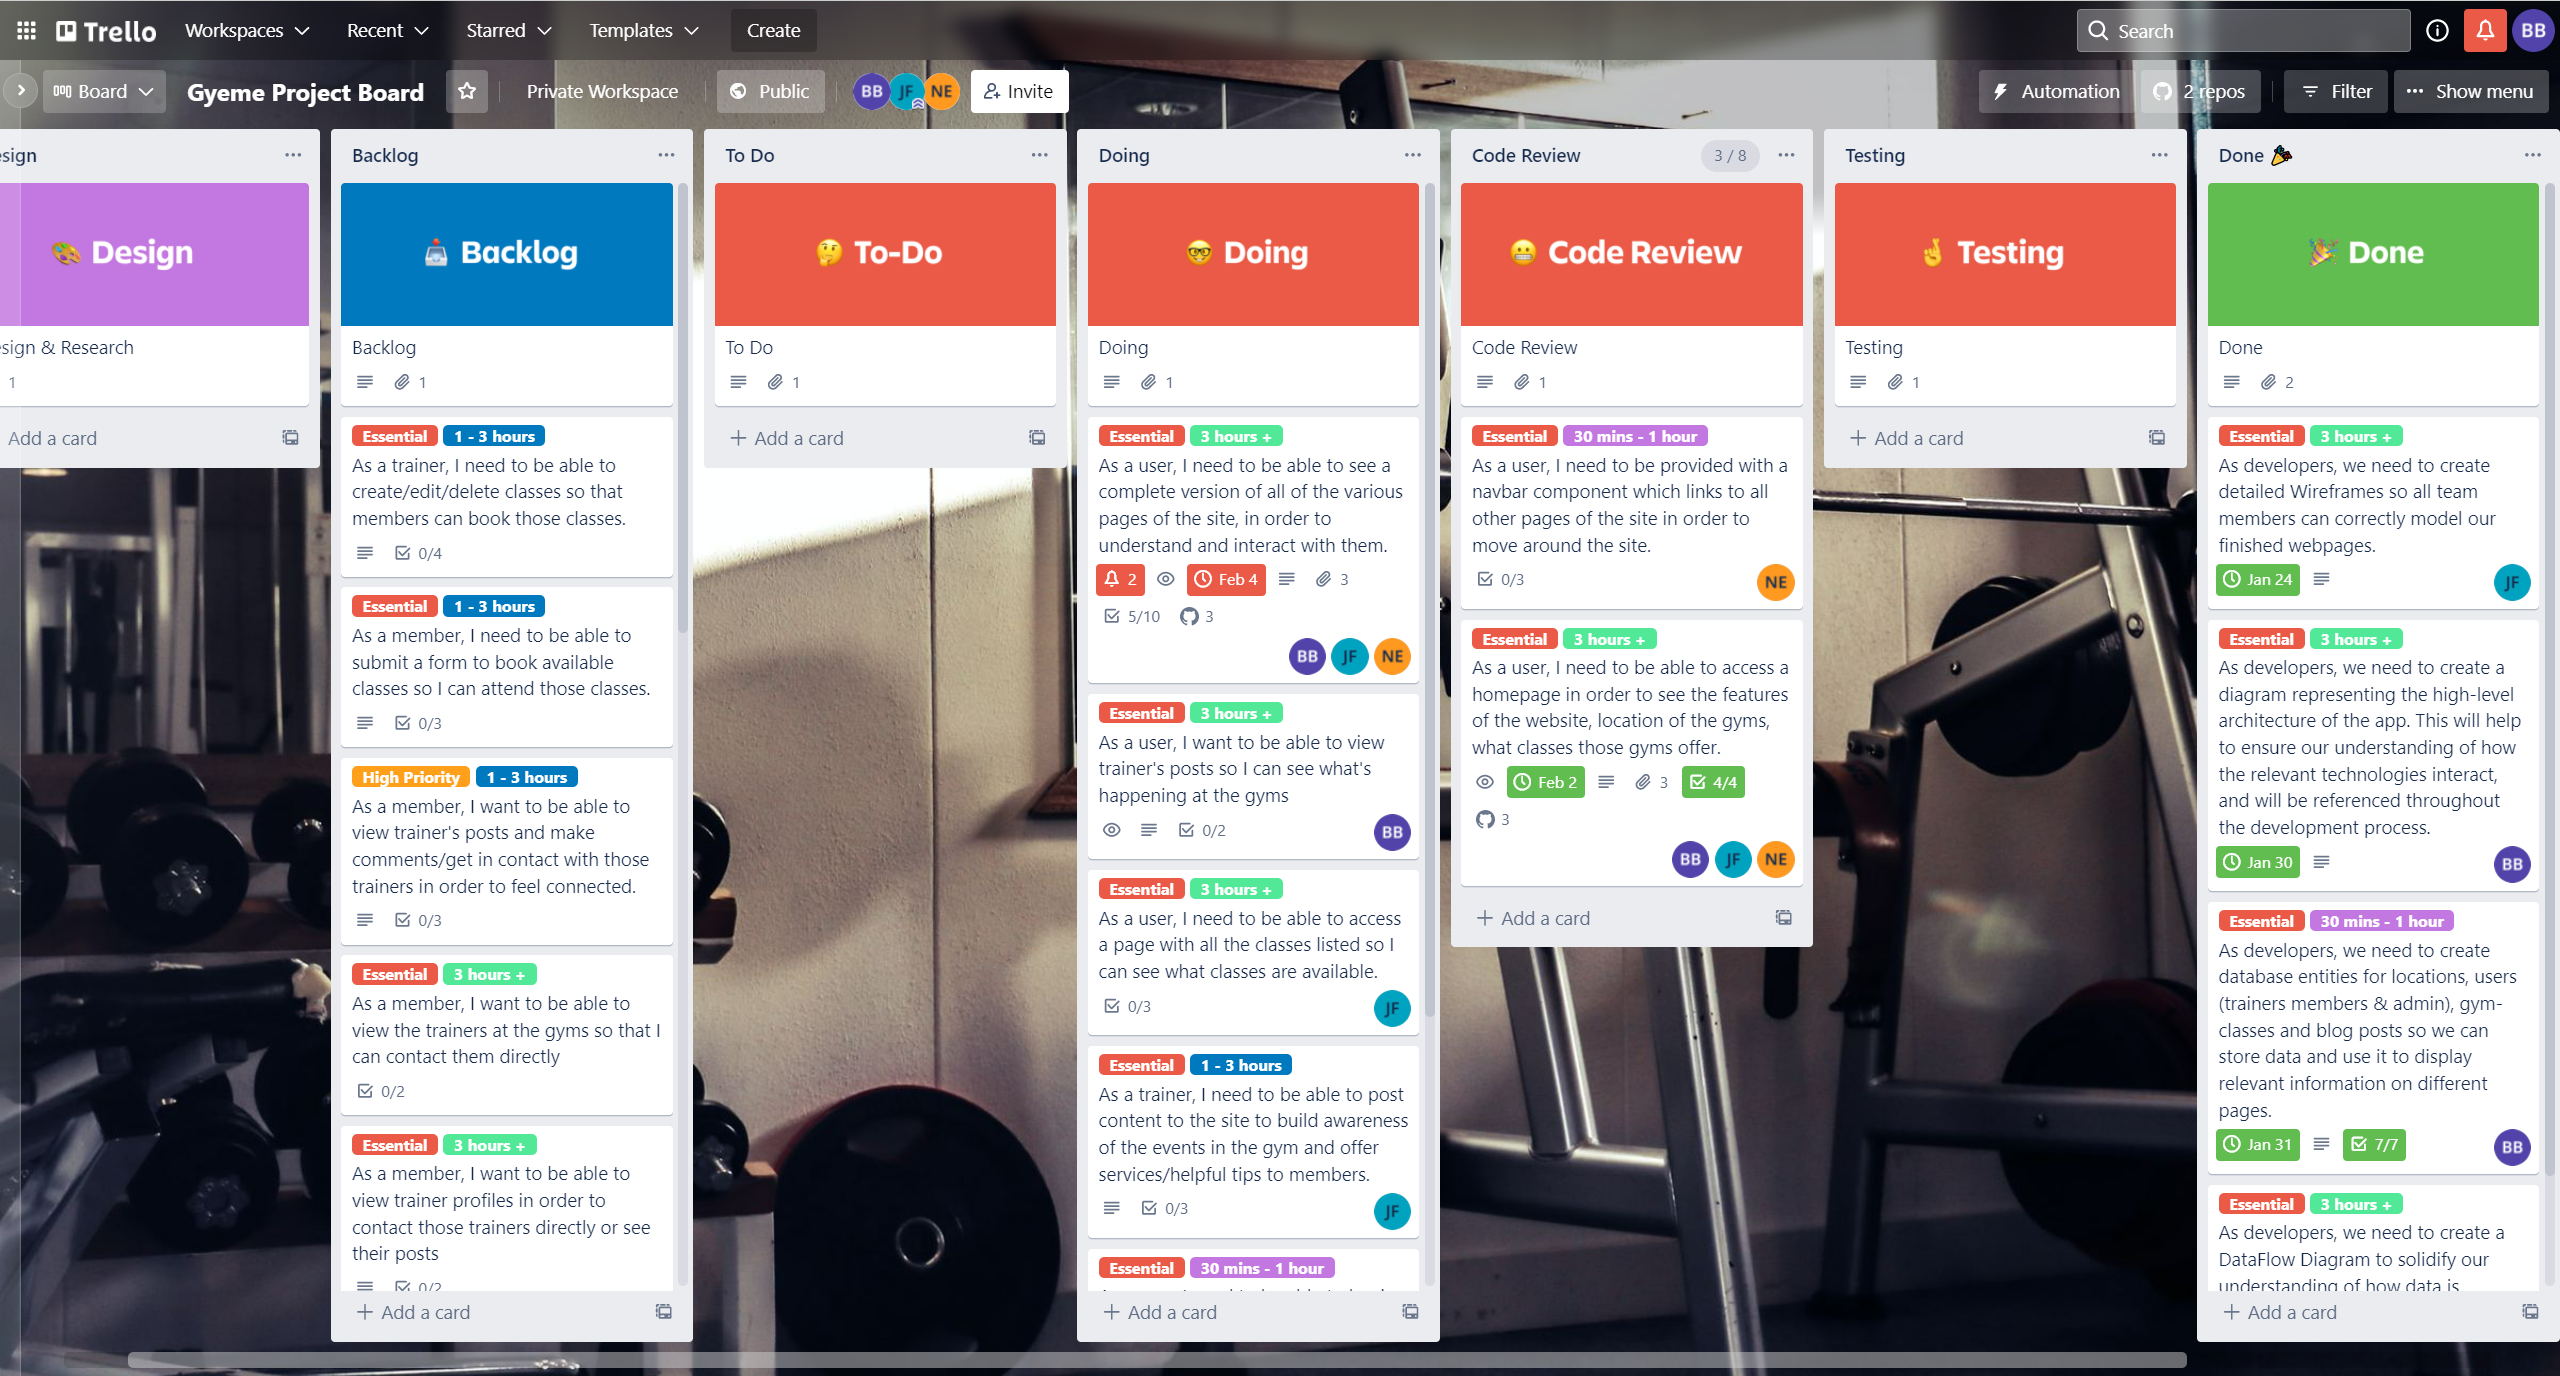 Trello
Workspaces
Recent
Starred
Templates
Create
Search
BB
Board
Gyeme Project Board
Private Workspace
Public
BB
JF
NE
Invite
Automation
2 repos
Filter
Show menu
sign
Design
sign & Research
1
Add a card
Backlog
Backlog
Backlog
1
Essential 1 - 3 hours
As a trainer, I need to be able to
create/edit/delete classes so that
members can book those classes.
0/4
Essential 1 - 3 hours
As a member, I need to be able to
submit a form to book available
classes so I can attend those classes.
0/3
High Priority 1 - 3 hours
As a member, I want to be able to
view trainer's posts and make
comments/get in contact with those
trainers in order to feel connected.
0/3
Essential 3 hours +
As a member, I want to be able to
view the trainers at the gyms so that I
can contact them directly
0/2
Essential 3 hours +
As a member, I want to be able to
view trainer profiles in order to
contact those trainers directly or see
their posts
0/2
Add a card
To Do
To-Do
To Do
1
Add a card
Doing
Doing
Doing
1
Essential 3 hours +
As a user, I need to be able to see a
complete version of all of the various
pages of the site, in order to
understand and interact with them.
2 Feb 4 3
5/10 3
BB JF NE
Essential 3 hours +
As a user, I want to be able to view
trainer's posts so I can see what's
happening at the gyms
0/2 BB
Essential 3 hours +
As a user, I need to be able to access
a page with all the classes listed so I
can see what classes are available.
0/3 JF
Essential 1 - 3 hours
As a trainer, I need to be able to post
content to the site to build awareness
of the events in the gym and offer
services/helpful tips to members.
0/3 JF
Essential 30 mins - 1 hour
Add a card
Code Review 3 / 8
Code Review
Code Review
1
Essential 30 mins - 1 hour
As a user, I need to be provided with a
navbar component which links to all
other pages of the site in order to
move around the site.
0/3 NE
Essential 3 hours +
As a user, I need to be able to access a
homepage in order to see the features
of the website, location of the gyms,
what classes those gyms offer.
Feb 2 3 4/4
3
BB JF NE
Add a card
Testing
Testing
Testing
1
Add a card
Done
Done
Done
2
Essential 3 hours +
As developers, we need to create
detailed Wireframes so all team
members can correctly model our
finished webpages.
Jan 24 JF
Essential 3 hours +
As developers, we need to create a
diagram representing the high-level
architecture of the app. This will help
to ensure our understanding of how
the relevant technologies interact,
and will be referenced throughout
the development process.
Jan 30 BB
Essential 30 mins - 1 hour
As developers, we need to create
database entities for locations, users
(trainers members & admin), gym-
classes and blog posts so we can
store data and use it to display
relevant information on different
pages.
Jan 31 7/7 BB
Essential 3 hours +
As developers, we need to create a
DataFlow Diagram to solidify our
understanding of how data is
Add a card